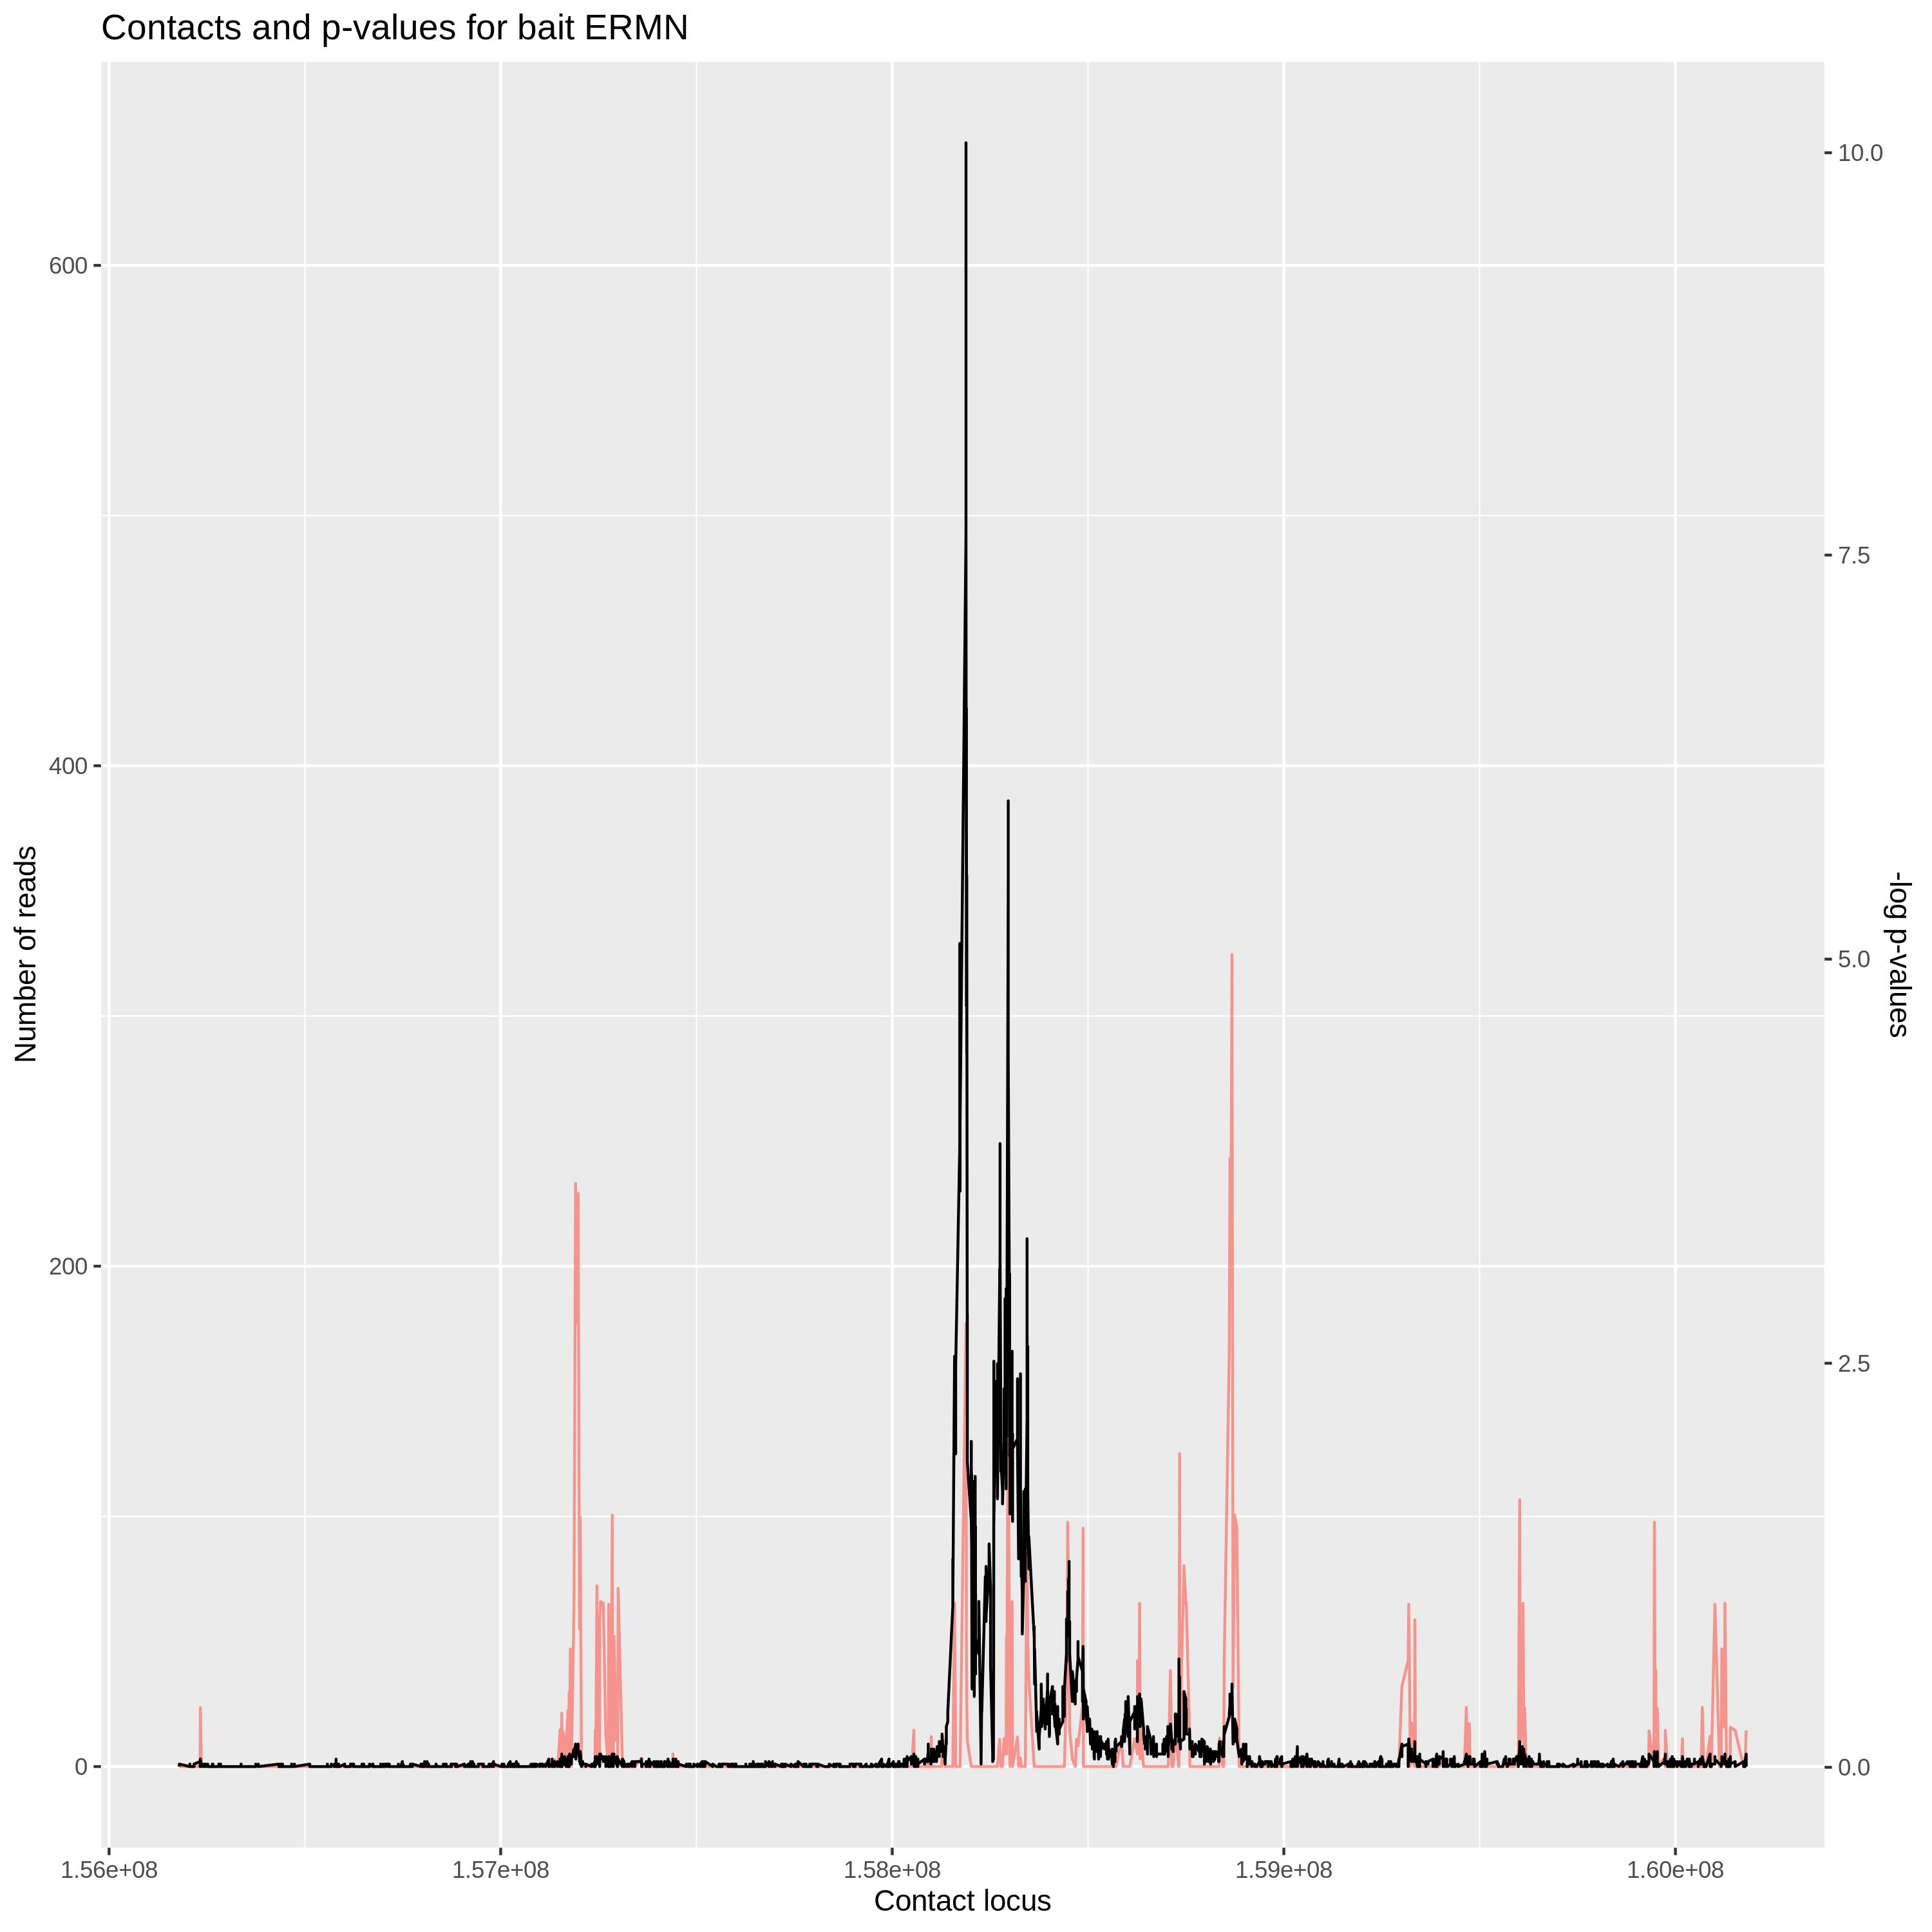 Contacts and p-values for bait ERMN
Number of reads
600
400
200
0
10.0
7.5
5.0
2.5
0.0
-log p-values
1.56e+08
1.57e+08
1.58e+08
1.59e+08
1.60e+08
Contact locus